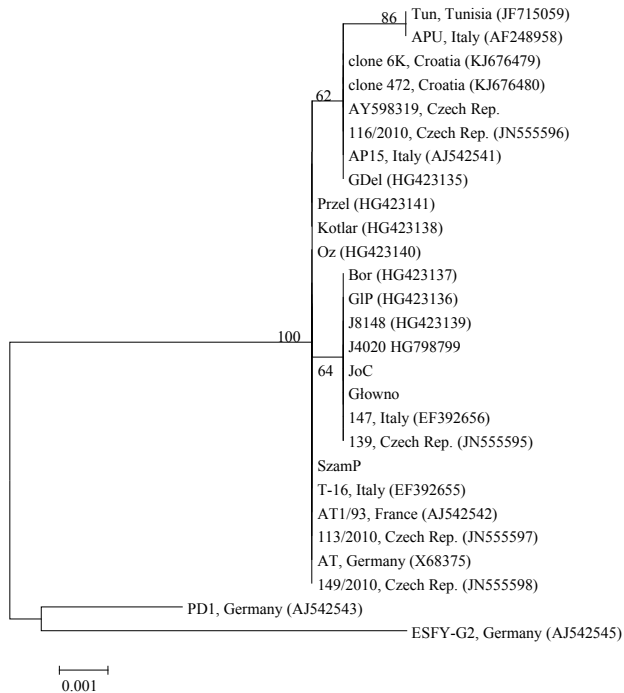 86
Tun, Tunisia (JF715059)
APU, Italy (AF248958)
clone 6K, Croatia (KJ676479)
clone 472, Croatia (KJ676480)
62
AY598319, Czech Rep.
116/2010, Czech Rep. (JN555596)
AP15, Italy (AJ542541)
GDel (HG423135)
Przel (HG423141)
Kotlar (HG423138)
Oz (HG423140)
Bor (HG423137)
GlP (HG423136)
J8148 (HG423139)
100
J4020 HG798799
64
JoC
Głowno
147, Italy (EF392656)
139, Czech Rep. (JN555595)
SzamP
T-16, Italy (EF392655)
AT1/93, France (AJ542542)
113/2010, Czech Rep. (JN555597)
AT, Germany (X68375)
149/2010, Czech Rep. (JN555598)
PD1, Germany (AJ542543)
ESFY-G2, Germany (AJ542545)
0.001